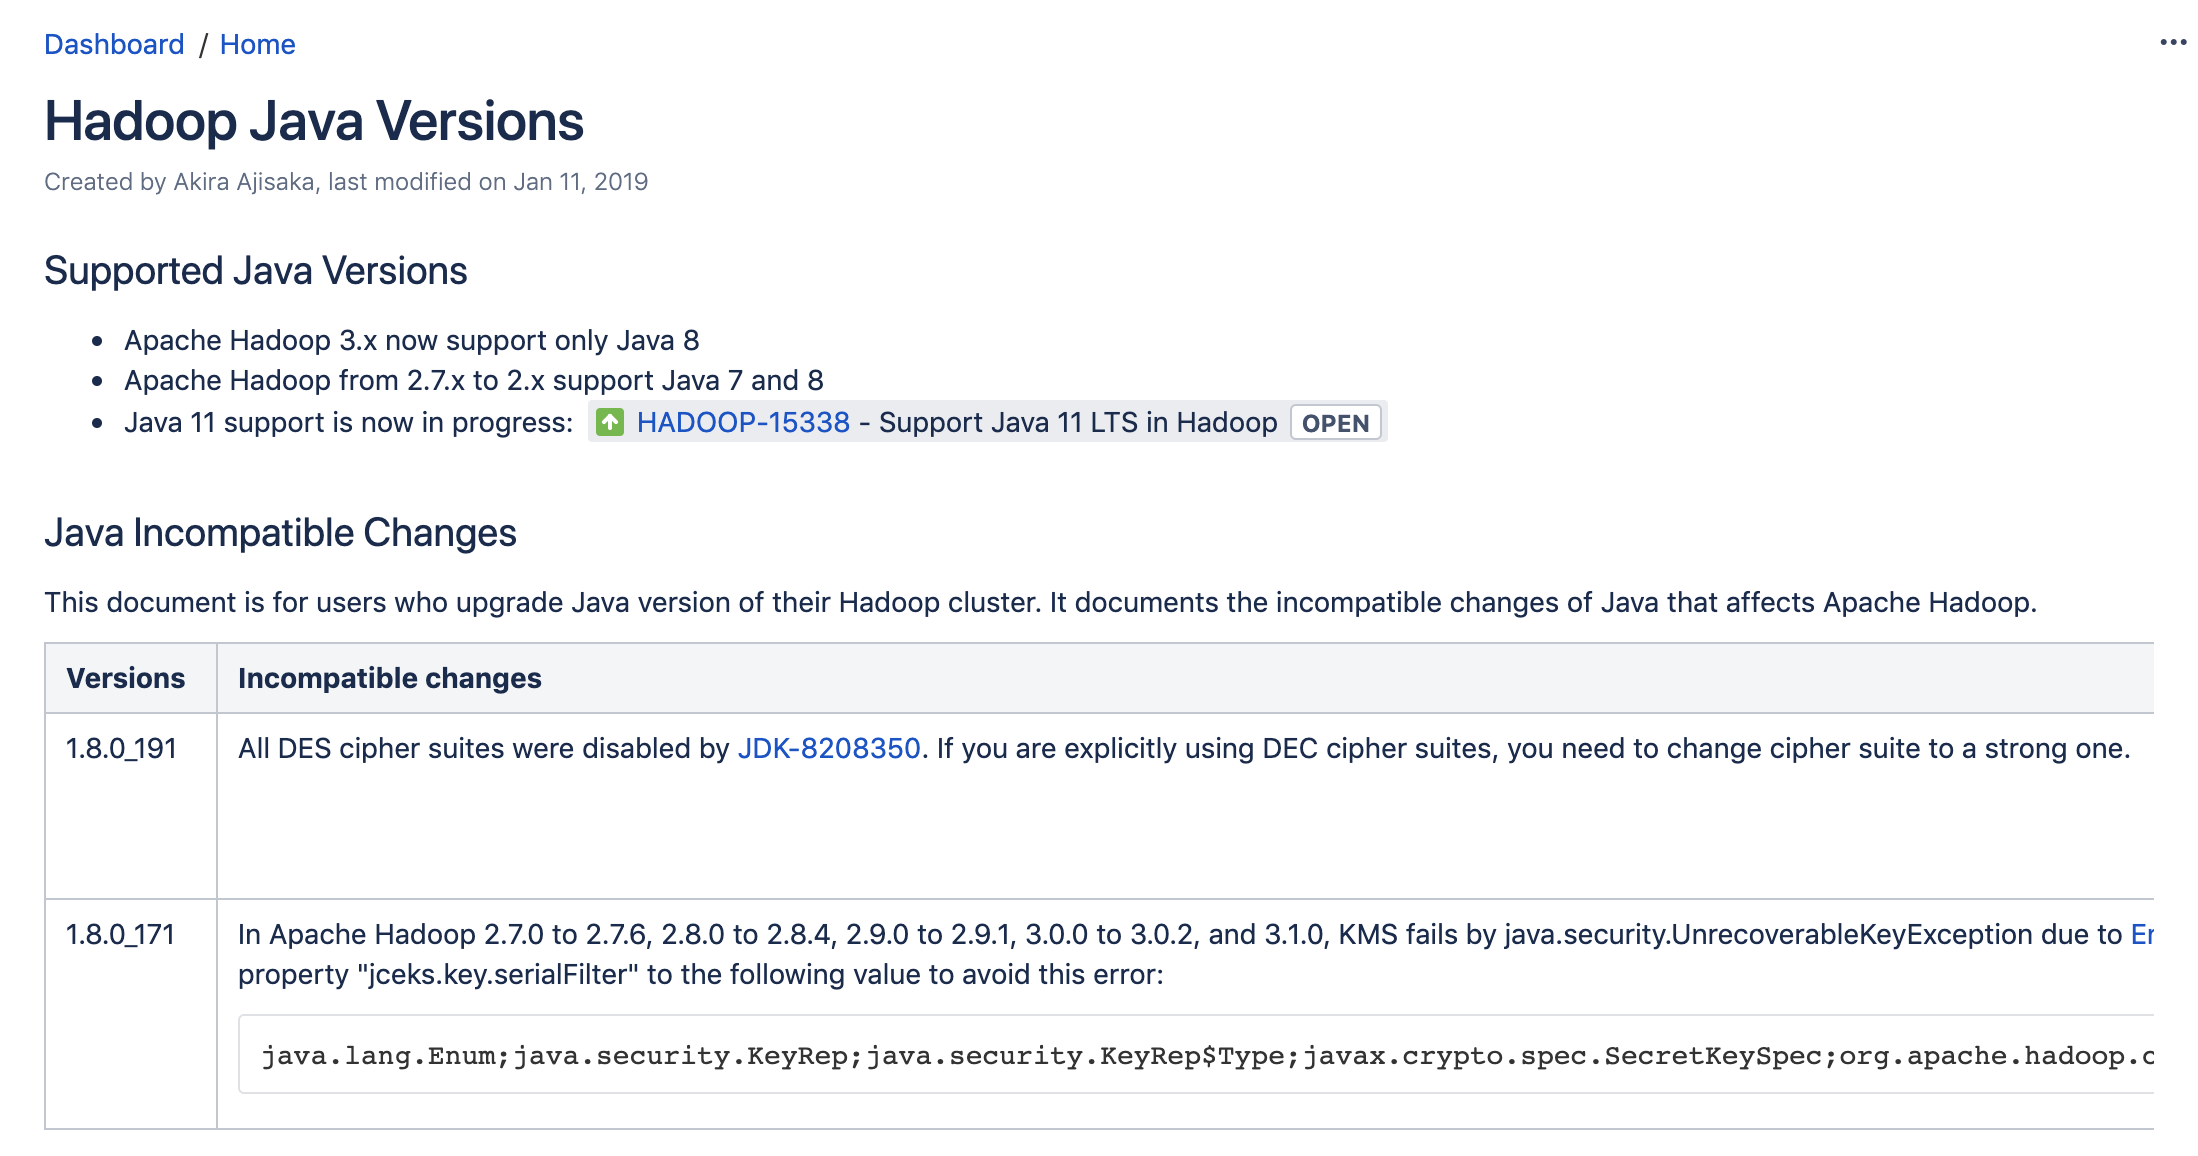 Dashboard / Home
Hadoop Java Versions
Created by Akira Ajisaka, last modified on Jan 11, 2019
Supported Java Versions
• Apache Hadoop 3.x now support only Java 8
• Apache Hadoop from 2.7.x to 2.x support Java 7 and 8
• Java 11 support is now in progress: HADOOP-15338 - Support Java 11 LTS in Hadoop OPEN
Java Incompatible Changes
This document is for users who upgrade Java version of their Hadoop cluster. It documents the incompatible changes of Java that affects Apache Hadoop.
Versions Incompatible changes
1.8.0_191 All DES cipher suites were disabled by JDK-8208350. If you are explicitly using DEC cipher suites, you need to change cipher suite to a strong one.
1.8.0_171 In Apache Hadoop 2.7.0 to 2.7.6, 2.8.0 to 2.8.4, 2.9.0 to 2.9.1, 3.0.0 to 3.0.2, and 3.1.0, KMS fails by java.security.UnrecoverableKeyException due to
property "jceks.key.serialFilter" to the following value to avoid this error:
java.lang.Enum;java.security.KeyRep;java.security.KeyRep$Type;javax.crypto.spec.SecretKeySpec;org.apache.hadoop.c